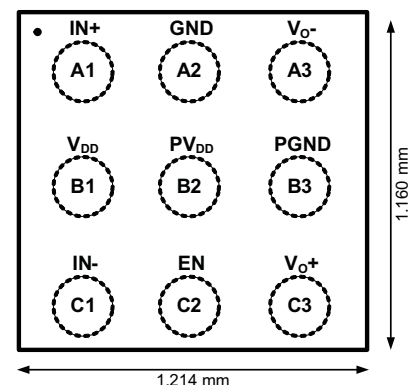 IN+ GND VO-
A1 A2 A3
VDD PVDD PGND
B1 B2 B3
IN- EN VO+
C1 C2 C3
1.160 mm
1.214 mm